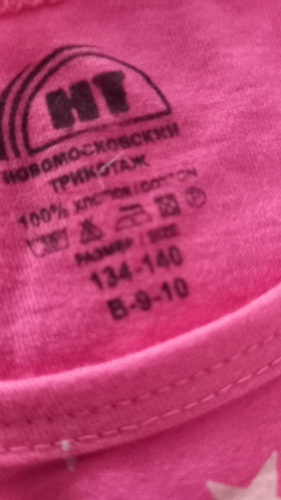 НТ
НОВОМОСКОВСКИЙ
ТРИКОТАЖ
100% ХЛОПОК / COTTON
РАЗМЕР / SIZE
134-140
В-9-10